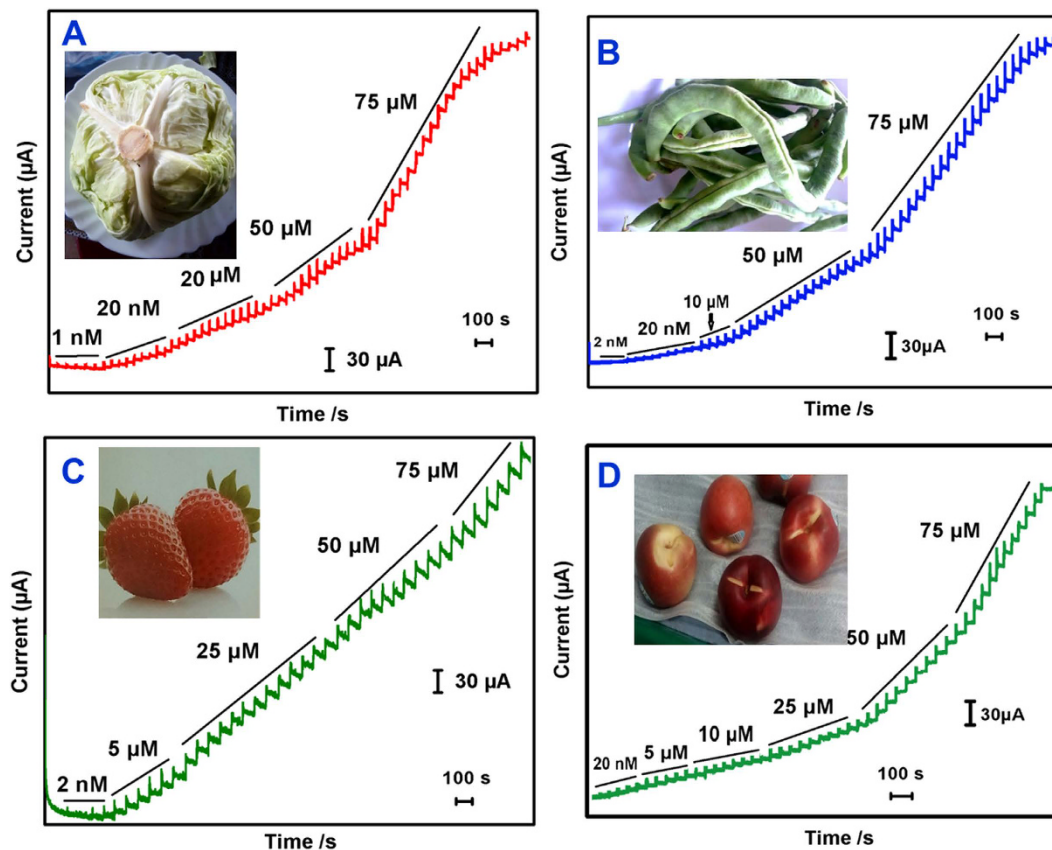 A
1 nM
20 nM
20 µM
50 µM
75 µM
100 s
30 µA
Current (µA)
Time /s
B
2 nM
20 nM
10 µM
50 µM
75 µM
100 s
30µA
Current (µA)
Time /s
C
2 nM
5 µM
25 µM
50 µM
75 µM
30 µA
100 s
Current (µA)
Time /s
D
20 nM
5 µM
10 µM
25 µM
50 µM
75 µM
30µA
100 s
Current (µA)
Time /s